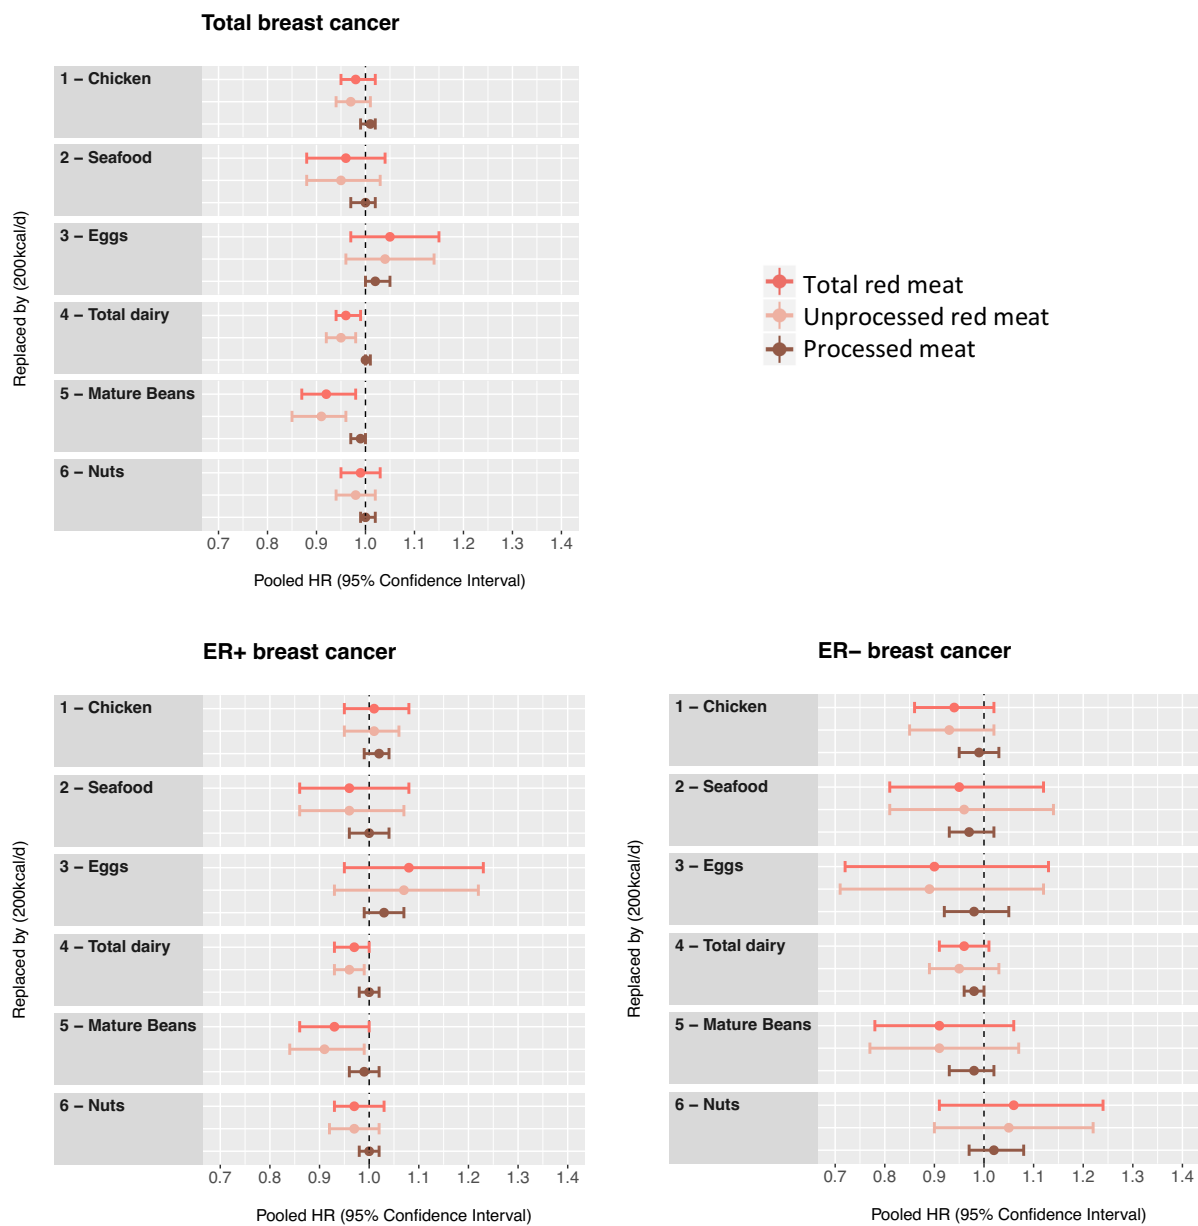 Total breast cancer
Replaced by (200kcal/d)
1 – Chicken
2 – Seafood
3 – Eggs
4 – Total dairy
5 – Mature Beans
6 – Nuts
0.7 0.8 0.9 1.0 1.1 1.2 1.3 1.4
Pooled HR (95% Confidence Interval)
Total red meat
Unprocessed red meat
Processed meat
ER+ breast cancer
Replaced by (200kcal/d)
1 – Chicken
2 – Seafood
3 – Eggs
4 – Total dairy
5 – Mature Beans
6 – Nuts
0.7 0.8 0.9 1.0 1.1 1.2 1.3 1.4
Pooled HR (95% Confidence Interval)
ER– breast cancer
Replaced by (200kcal/d)
1 – Chicken
2 – Seafood
3 – Eggs
4 – Total dairy
5 – Mature Beans
6 – Nuts
0.7 0.8 0.9 1.0 1.1 1.2 1.3 1.4
Pooled HR (95% Confidence Interval)